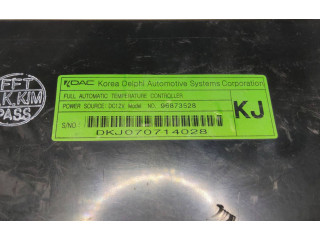 FFT
K.KIM
PASS
KDAC Korea Delphi Automotive Systems Corporation
FULL AUTOMATIC TEMPERATURE CONTROLLER
POWER SOURCE: DC12V Model NO.: 96873528
KJ
S/NO
DKJ070714028